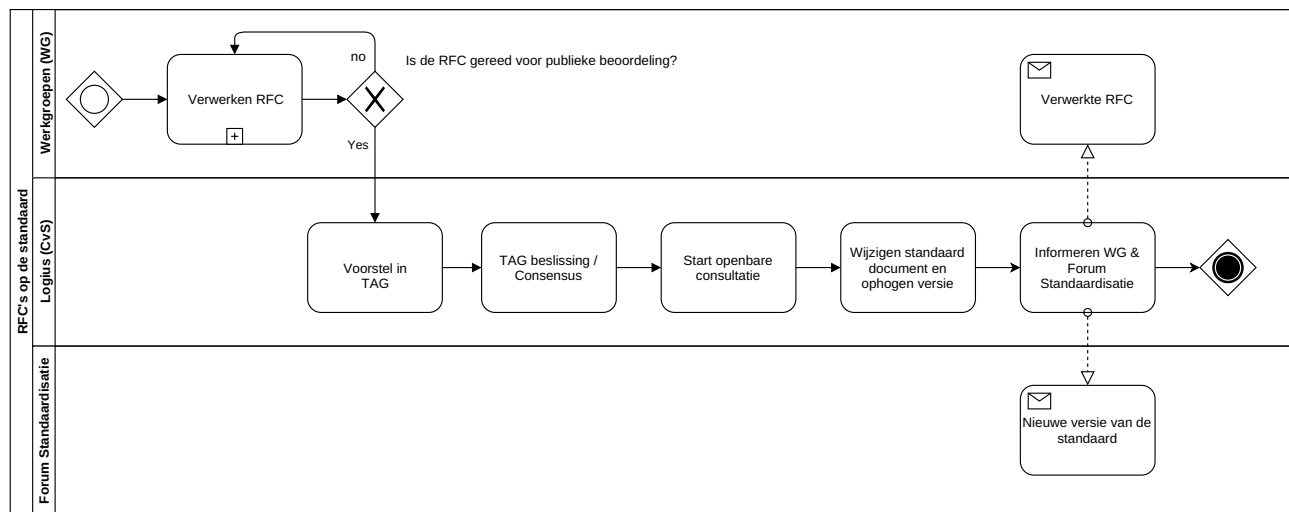 RFC's op de standaard
Werkgroepen (WG)
no
Is de RFC gereed voor publieke beoordeling?
Verwerken RFC
Yes
Verwerkte RFC
Logius (CvS)
Voorstel in
TAG
TAG beslissing /
Consensus
Start openbare
consultatie
Wijzigen standaard
document en
ophogen versie
Informeren WG &
Forum
Standaardisatie
Forum Standaardisatie
Nieuwe versie van de
standaard